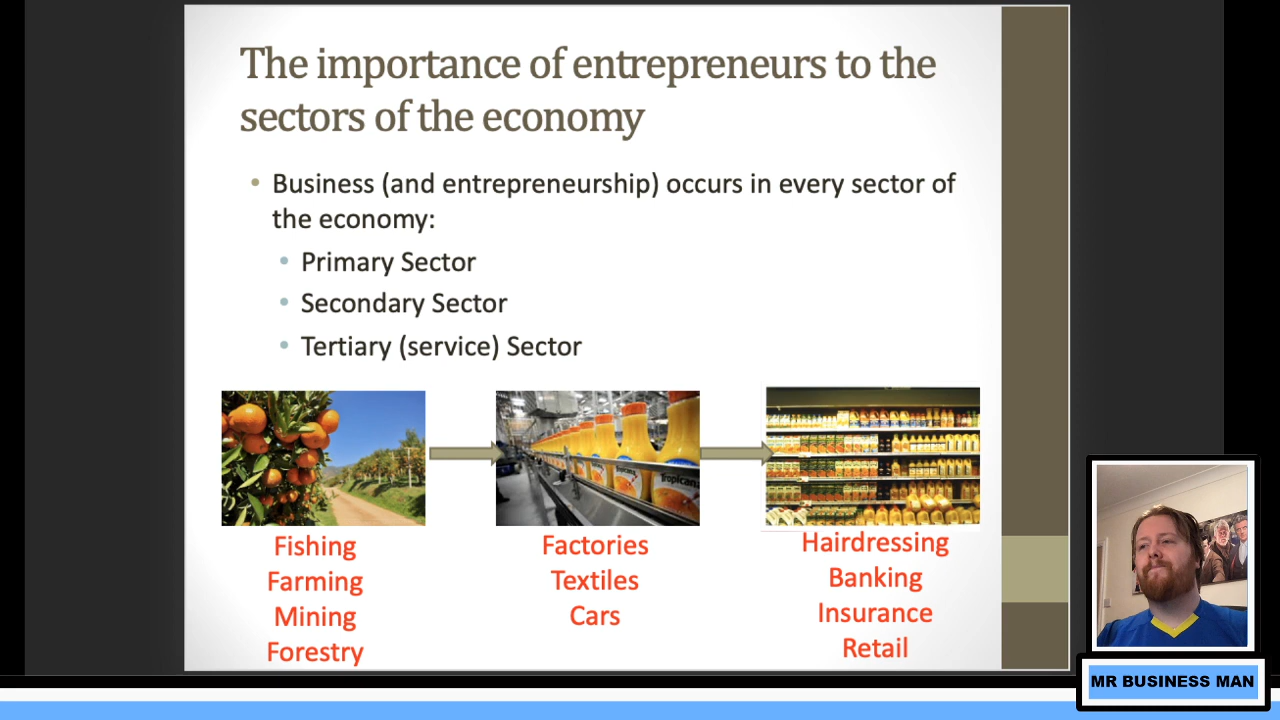 The importance of entrepreneurs to the
sectors of the economy
• Business (and entrepreneurship) occurs in every sector of
the economy:
• Primary Sector
• Secondary Sector
• Tertiary (service) Sector
Tropicana
Fishing
Farming
Mining
Forestry
Factories
Textiles
Cars
Hairdressing
Banking
Insurance
Retail
MR BUSINESS MAN